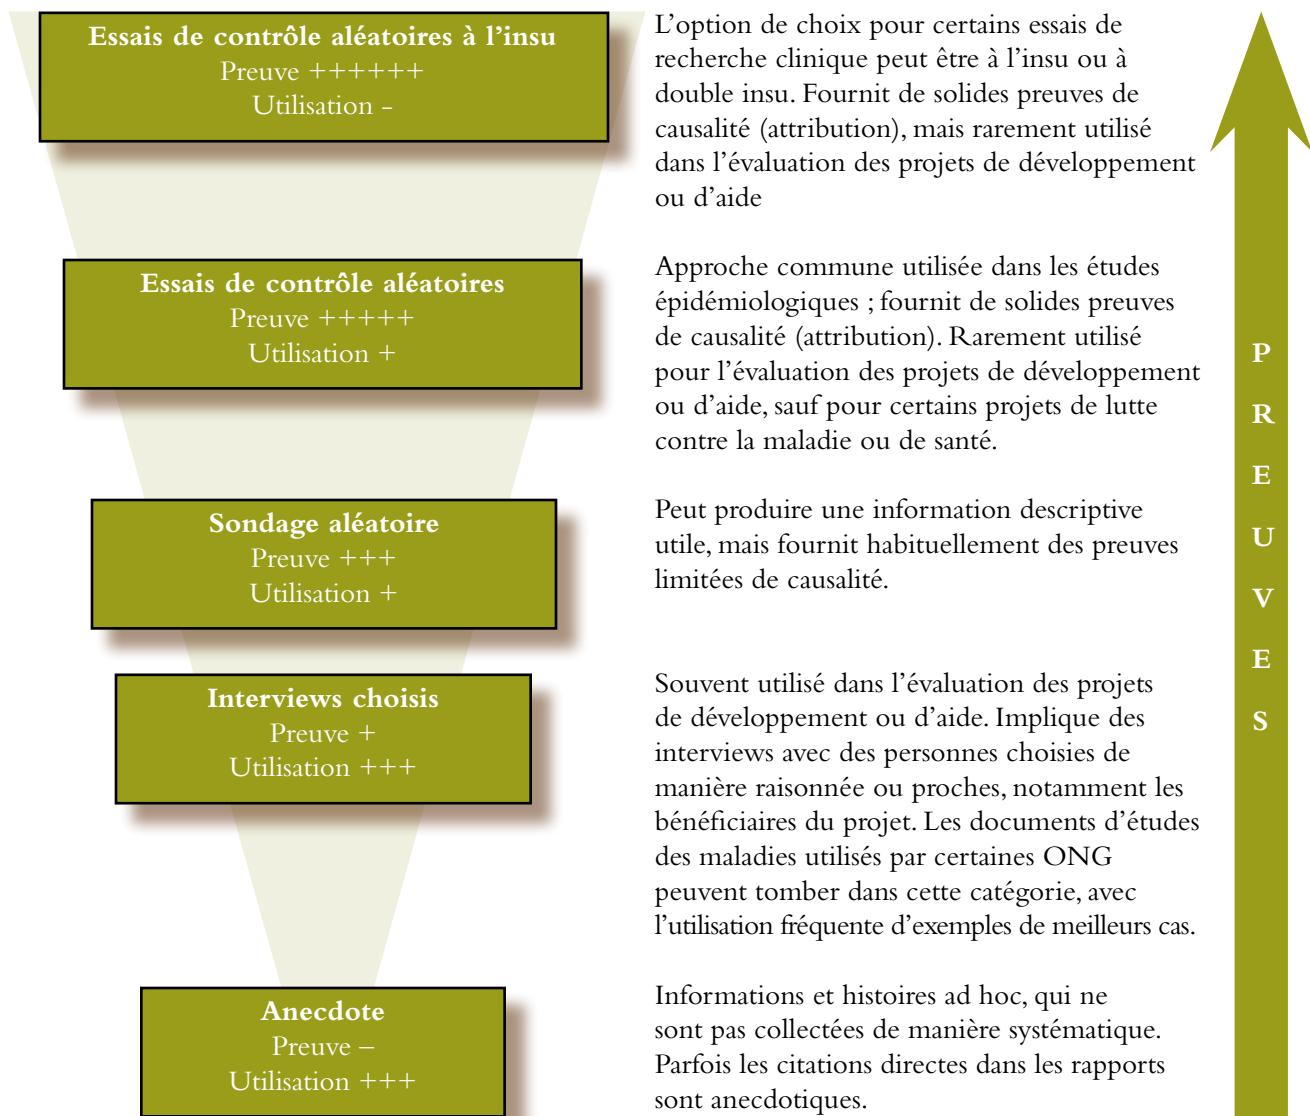 Essais de contrôle aléatoires à l’insu
Preuve ++++++
Utilisation -
L’option de choix pour certains essais de
recherche clinique peut être à l’insu ou à
double insu. Fournit de solides preuves de
causalité (attribution), mais rarement utilisé
dans l’évaluation des projets de développement
ou d’aide
Essais de contrôle aléatoires
Preuve +++++
Utilisation +
Approche commune utilisée dans les études
épidémiologiques ; fournit de solides preuves
de causalité (attribution). Rarement utilisé
pour l’évaluation des projets de développement
ou d’aide, sauf pour certains projets de lutte
contre la maladie ou de santé.
Sondage aléatoire
Preuve +++
Utilisation +
Peut produire une information descriptive
utile, mais fournit habituellement des preuves
limitées de causalité.
Interviews choisis
Preuve +
Utilisation +++
Souvent utilisé dans l’évaluation des projets
de développement ou d’aide. Implique des
interviews avec des personnes choisies de
manière raisonnée ou proches, notamment les
bénéficiaires du projet. Les documents d’études
des maladies utilisés par certaines ONG
peuvent tomber dans cette catégorie, avec
l’utilisation fréquente d’exemples de meilleurs cas.
Anecdote
Preuve –
Utilisation +++
Informations et histoires ad hoc, qui ne
sont pas collectées de manière systématique.
Parfois les citations directes dans les rapports
sont anecdotiques.
P
R
E
U
V
E
S